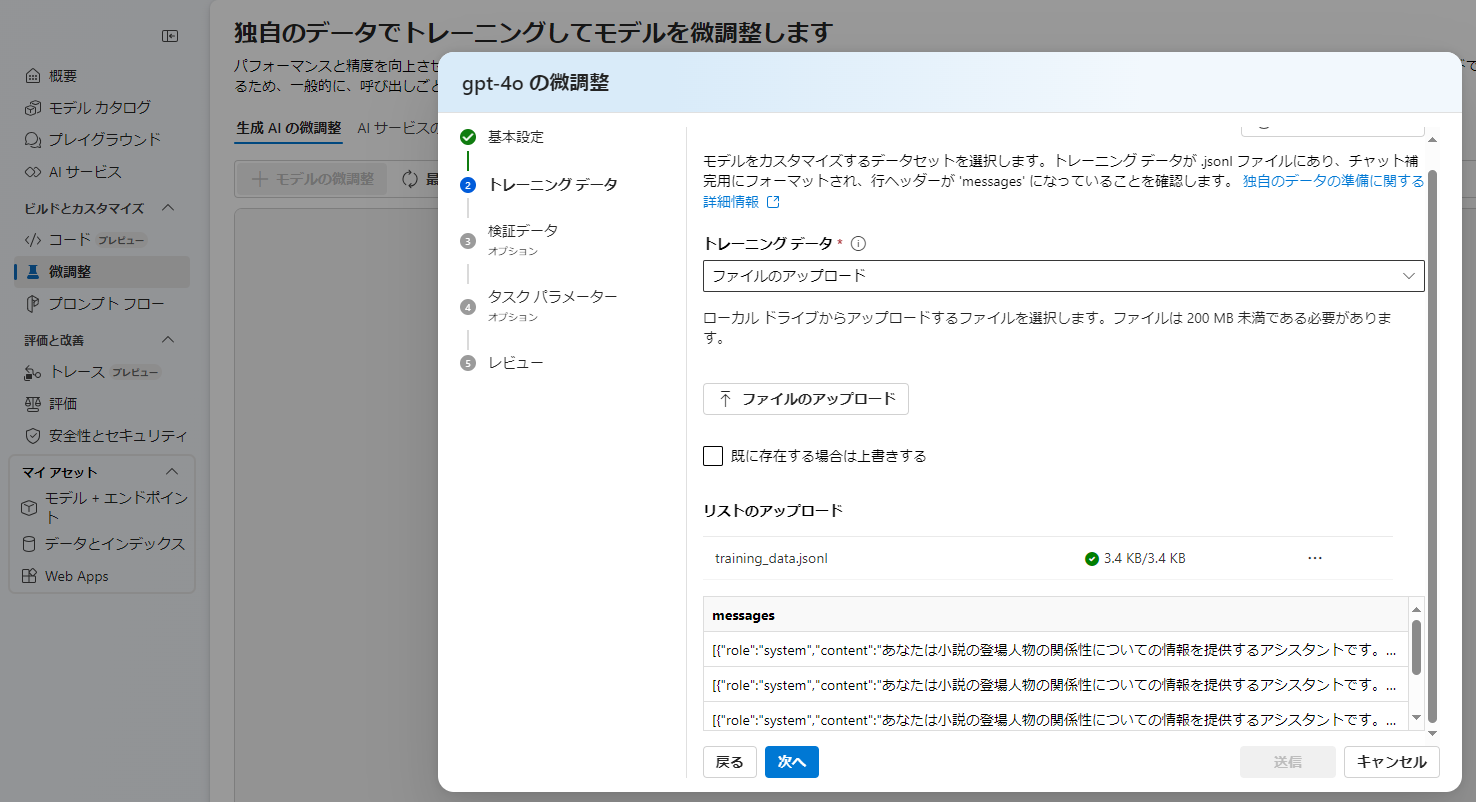 独自のデータでトレーニングしてモデルを微調整します
パフォーマンスと精度を向上させ
るため、一般的に、呼び出しごと
生成 AI の微調整
AI サービスの
モデルの微調整
最
概要
モデル カタログ
プレイグラウンド
AI サービス
ビルドとカスタマイズ
コード プレビュー
微調整
プロンプト フロー
評価と改善
トレース プレビュー
評価
安全性とセキュリティ
マイ アセット
モデル + エンドポイン
ト
データとインデックス
Web Apps
gpt-4o の微調整
基本設定
2 トレーニング データ
3 検証データ
オプション
4 タスク パラメーター
オプション
5 レビュー
モデルをカスタマイズするデータセットを選択します。トレーニング データが .jsonl ファイルにあり、チャット補
完用にフォーマットされ、行ヘッダーが 'messages' になっていることを確認します。 独自のデータの準備に関する
詳細情報
トレーニング データ *
ファイルのアップロード
ローカル ドライブからアップロードするファイルを選択します。ファイルは 200 MB 未満である必要がありま
す。
ファイルのアップロード
既に存在する場合は上書きする
リストのアップロード
training_data.jsonl 3.4 KB/3.4 KB ...
messages
[{"role":"system","content":"あなたは小説の登場人物の関係性についての情報を提供するアシスタントです。...
[{"role":"system","content":"あなたは小説の登場人物の関係性についての情報を提供するアシスタントです。...
[{"role":"system","content":"あなたは小説の登場人物の関係性についての情報を提供するアシスタントです。...
戻る
次へ
送信
キャンセル